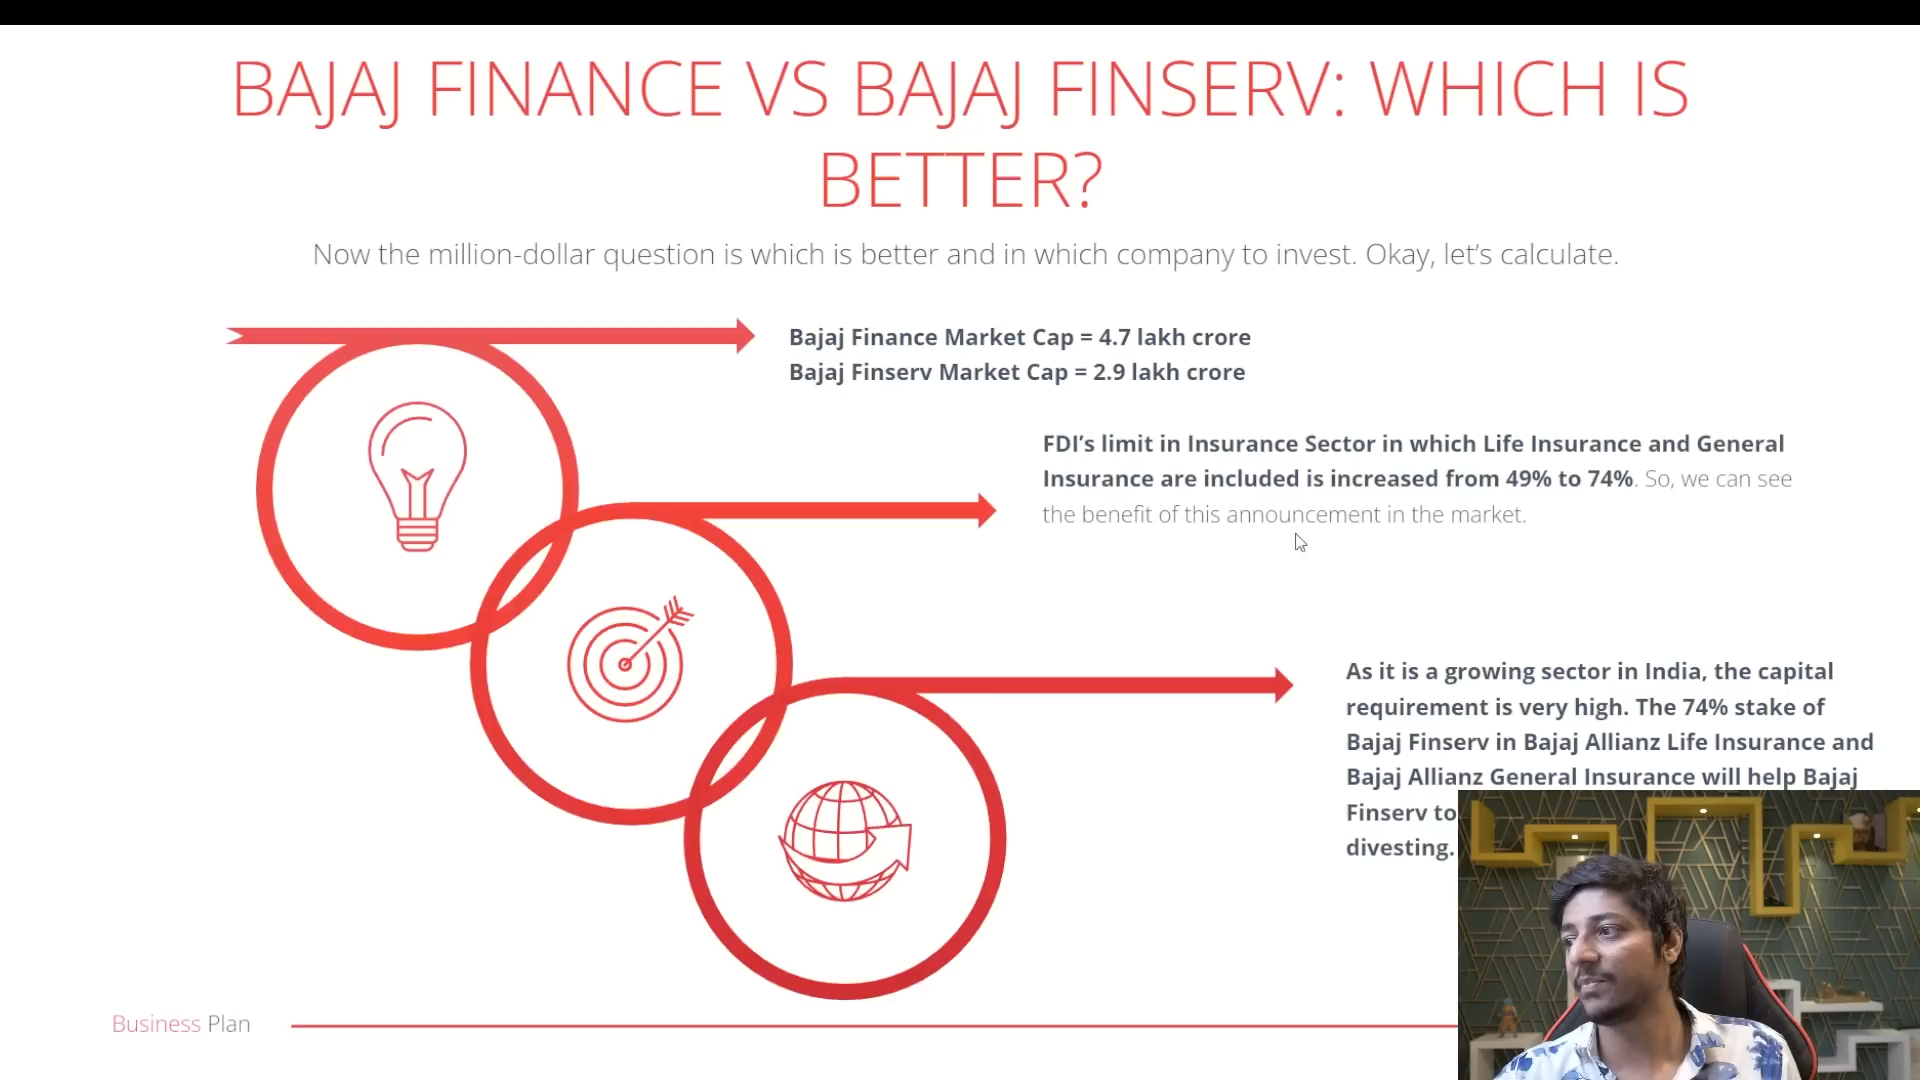 BAJAJ FINANCE VS BAJAJ FINSERV: WHICH IS
BETTER?
Now the million-dollar question is which is better and in which company to invest. Okay, let’s calculate.
Bajaj Finance Market Cap = 4.7 lakh crore
Bajaj Finserv Market Cap = 2.9 lakh crore
FDI’s limit in Insurance Sector in which Life Insurance and General
Insurance are included is increased from 49% to 74%. So, we can see
the benefit of this announcement in the market.
As it is a growing sector in India, the capital
requirement is very high. The 74% stake of
Bajaj Finserv in Bajaj Allianz Life Insurance and
Bajaj Allianz General Insurance will help Bajaj
Finserv to
divesting.
Business Plan